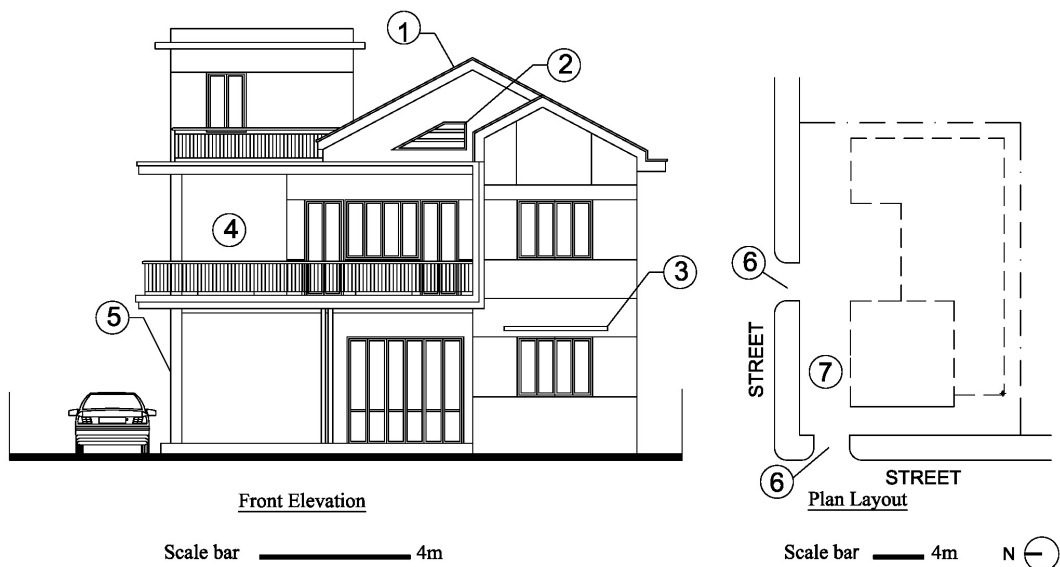 1
2
3
4
5
6
7
6
STREET
STREET
Front Elevation
Plan Layout
Scale bar 4m
Scale bar 4m
N